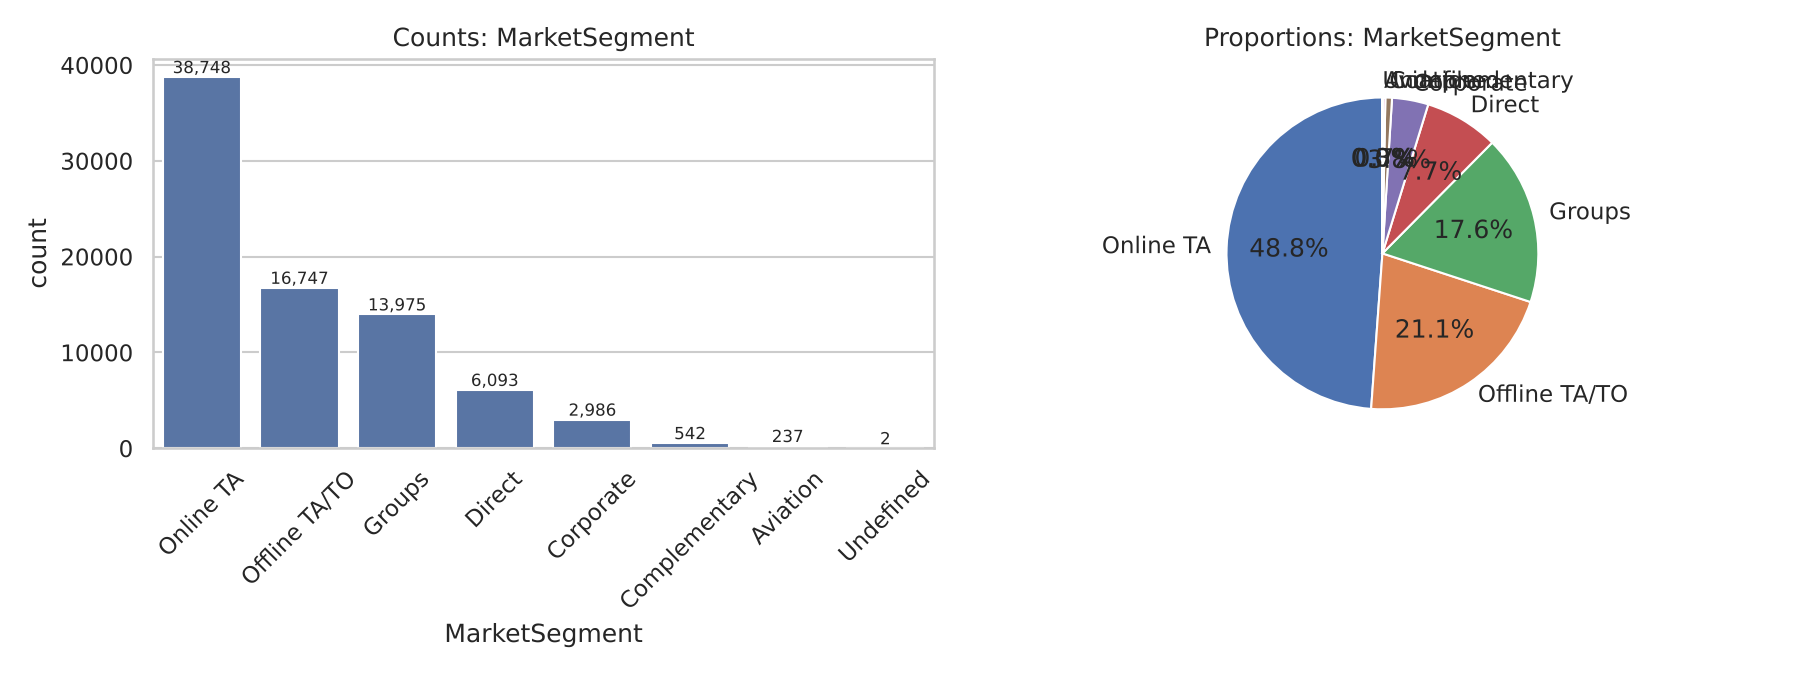 Counts: MarketSegment
40000
30000
20000
10000
0
count
38,748
16,747
13,975
6,093
2,986
542
237
2
Online TA
Offline TA/TO
Groups
Direct
Corporate
Complementary
Aviation
Undefined
MarketSegment
Proportions: MarketSegment
Corporate
Direct
7.7%
Groups
17.6%
Online TA
48.8%
21.1%
Offline TA/TO